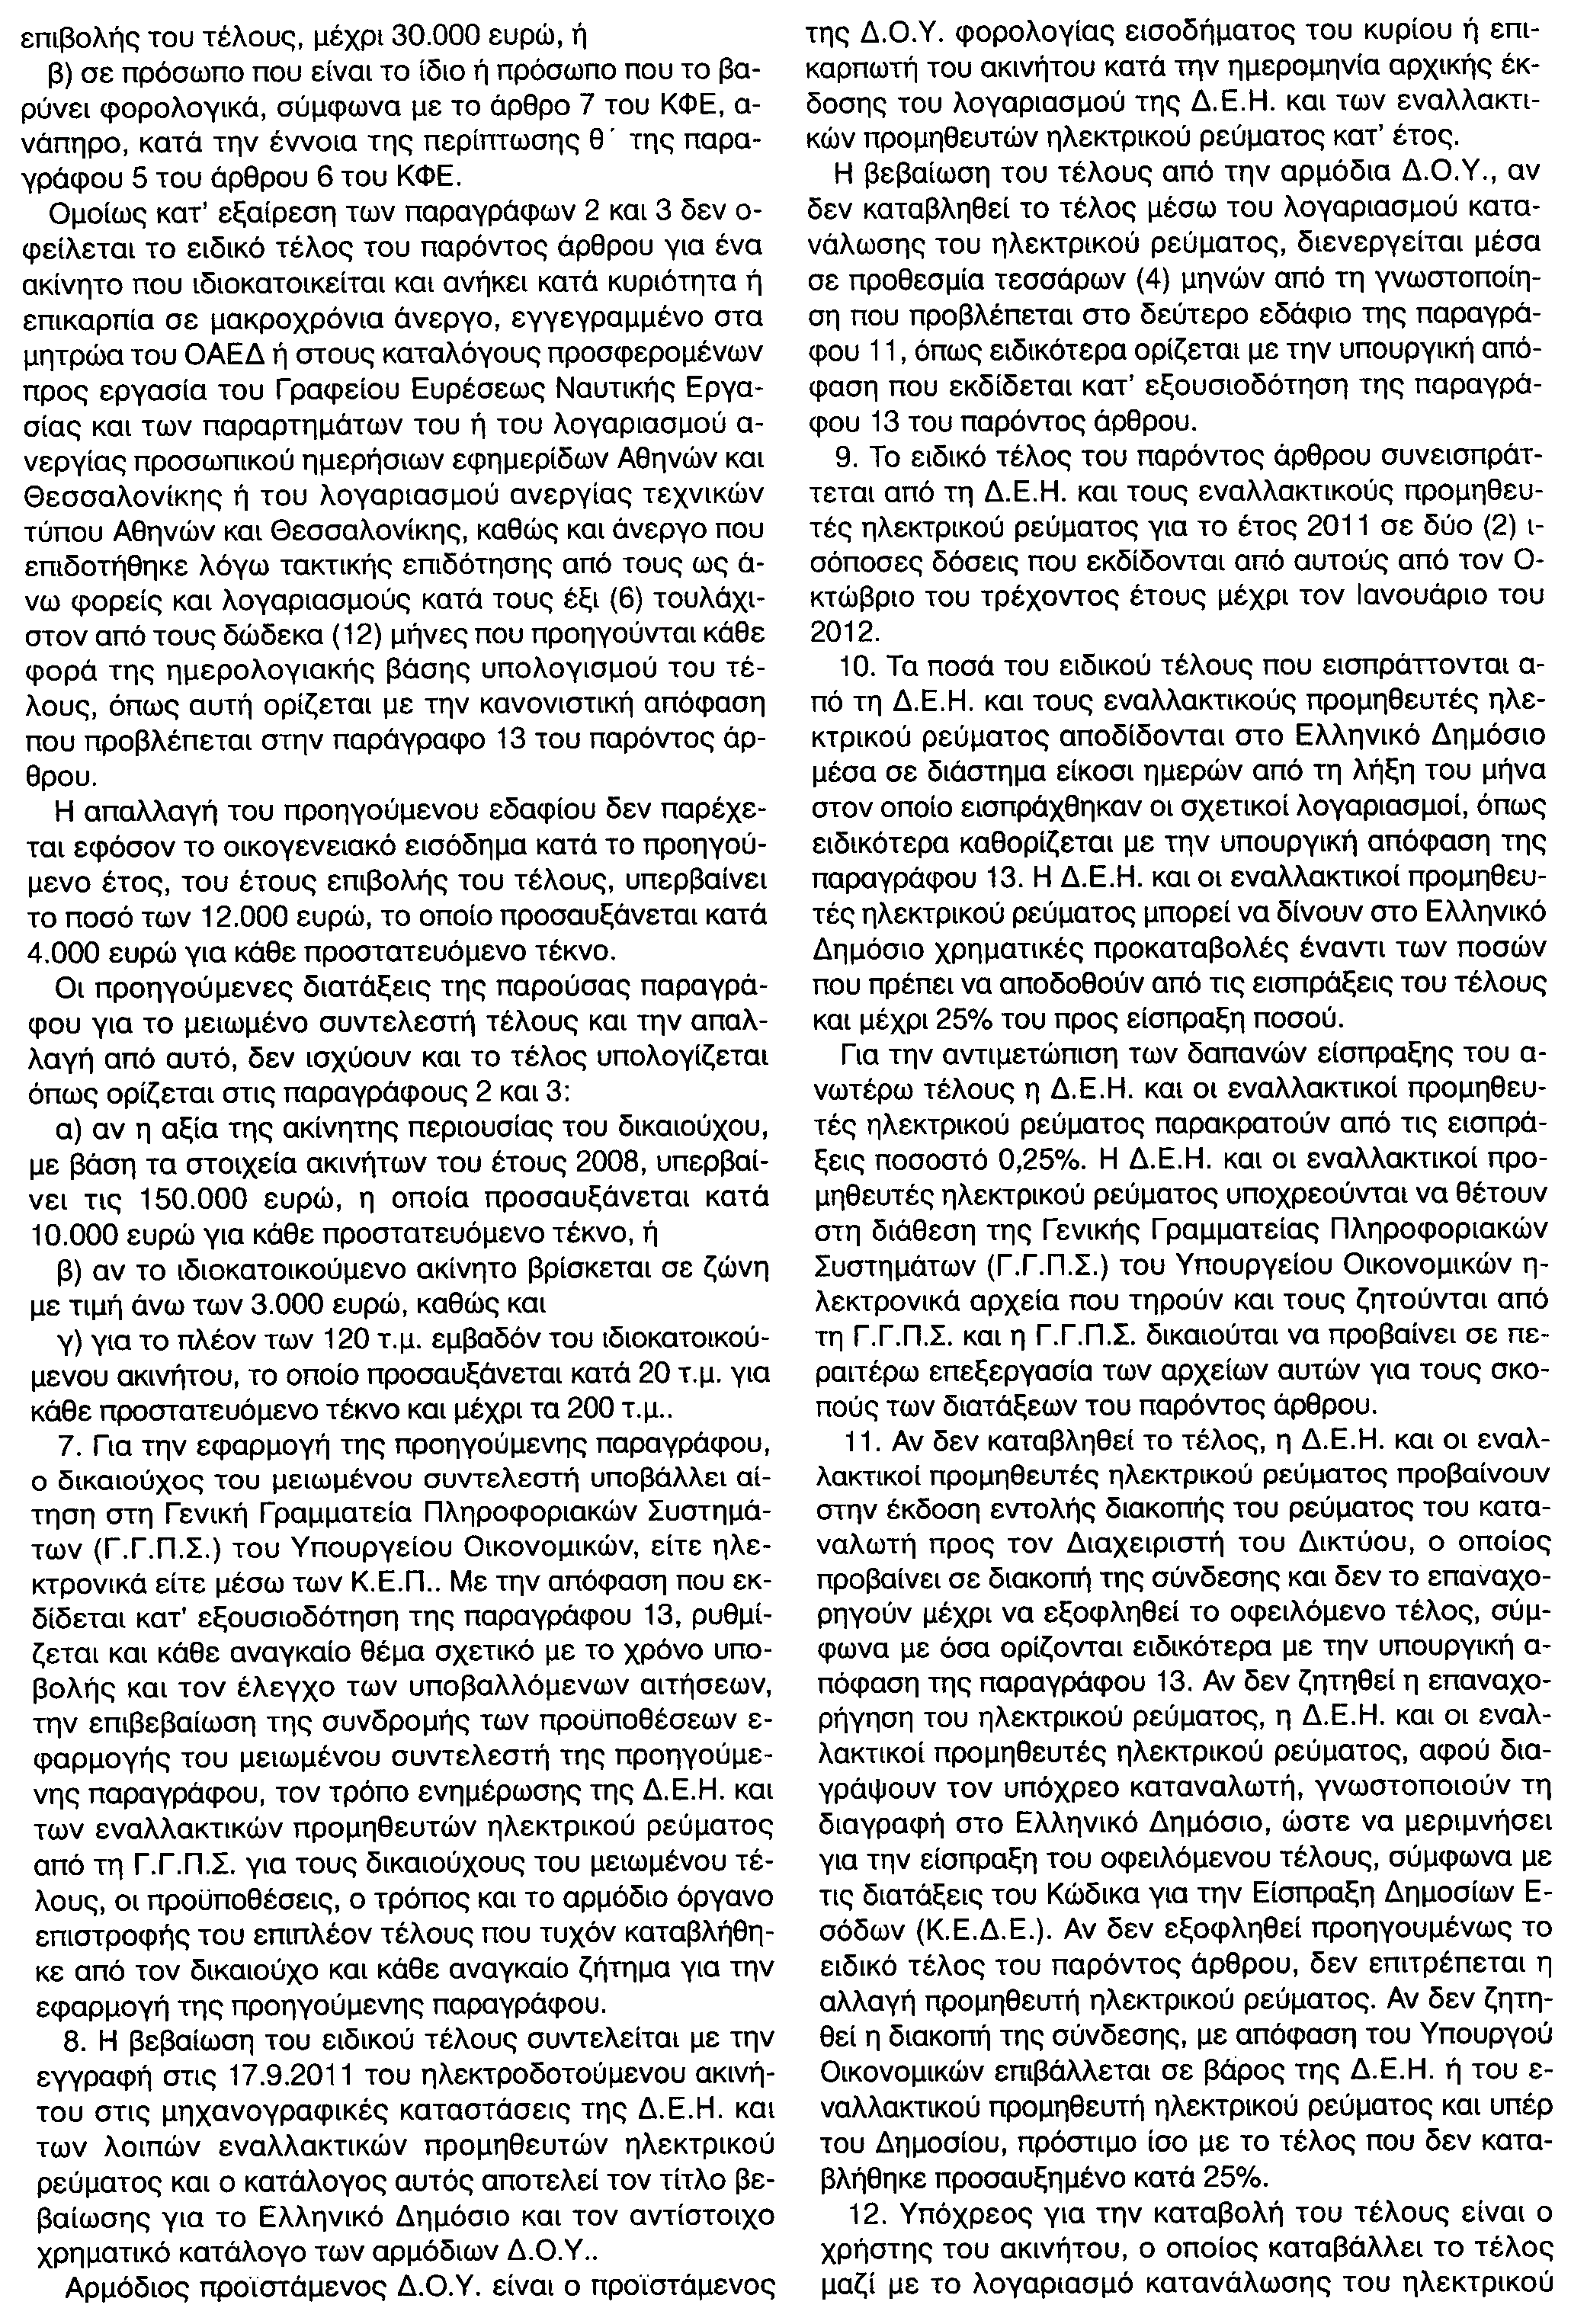 επιβολής του τέλους, μέχρι 30.000 ευρώ, ή
β) σε πρόσωπο που είναι το ίδιο ή πρόσωπο που το βα-
ρύνει φορολογικά, σύμφωνα με το άρθρο 7 του ΚΦΕ, α-
νάπηρο, κατά την έννοια της περίπτωσης θ΄ της παρα-
γράφου 5 του άρθρου 6 του ΚΦΕ.
Ομοίως κατ’ εξαίρεση των παραγράφων 2 και 3 δεν ο-
φείλεται το ειδικό τέλος του παρόντος άρθρου για ένα
ακίνητο που ιδιοκατοικείται και ανήκει κατά κυριότητα ή
επικαρπία σε μακροχρόνια άνεργο, εγγεγραμμένο στα
μητρώα του ΟΑΕΔ ή στους καταλόγους προσφερομένων
προς εργασία του Γραφείου Ευρέσεως Ναυτικής Εργα-
σίας και των παραρτημάτων του ή του λογαριασμού α-
νεργίας προσωπικού ημερήσιων εφημερίδων Αθηνών και
Θεσσαλονίκης ή του λογαριασμού ανεργίας τεχνικών
τύπου Αθηνών και Θεσσαλονίκης, καθώς και άνεργο που
επιδοτήθηκε λόγω τακτικής επιδότησης από τους ως ά-
νω φορείς και λογαριασμούς κατά τους έξι (6) τουλάχι-
στον από τους δώδεκα (12) μήνες που προηγούνται κάθε
φορά της ημερολογιακής βάσης υπολογισμού του τέ-
λους, όπως αυτή ορίζεται με την κανονιστική απόφαση
που προβλέπεται στην παράγραφο 13 του παρόντος άρ-
θρου.
Η απαλλαγή του προηγούμενου εδαφίου δεν παρέχε-
ται εφόσον το οικογενειακό εισόδημα κατά το προηγού-
μενο έτος, του έτους επιβολής του τέλους, υπερβαίνει
το ποσό των 12.000 ευρώ, το οποίο προσαυξάνεται κατά
4.000 ευρώ για κάθε προστατευόμενο τέκνο.
Οι προηγούμενες διατάξεις της παρούσας παραγρά-
φου για το μειωμένο συντελεστή τέλους και την απαλ-
λαγή από αυτό, δεν ισχύουν και το τέλος υπολογίζεται
όπως ορίζεται στις παραγράφους 2 και 3:
α) αν η αξία της ακίνητης περιουσίας του δικαιούχου,
με βάση τα στοιχεία ακινήτων του έτους 2008, υπερβαί-
νει τις 150.000 ευρώ, η οποία προσαυξάνεται κατά
10.000 ευρώ για κάθε προστατευόμενο τέκνο, ή
β) αν το ιδιοκατοικούμενο ακίνητο βρίσκεται σε ζώνη
με τιμή άνω των 3.000 ευρώ, καθώς και
γ) για το πλέον των 120 τ.μ. εμβαδόν του ιδιοκατοικού-
μενου ακινήτου, το οποίο προσαυξάνεται κατά 20 τ.μ. για
κάθε προστατευόμενο τέκνο και μέχρι τα 200 τ.μ..
7. Για την εφαρμογή της προηγούμενης παραγράφου,
ο δικαιούχος του μειωμένου συντελεστή υποβάλλει αί-
τηση στη Γενική Γραμματεία Πληροφοριακών Συστημά-
των (Γ.Γ.Π.Σ.) του Υπουργείου Οικονομικών, είτε ηλε-
κτρονικά είτε μέσω των Κ.Ε.Π.. Με την απόφαση που εκ-
δίδεται κατ' εξουσιοδότηση της παραγράφου 13, ρυθμί-
ζεται και κάθε αναγκαίο θέμα σχετικό με το χρόνο υπο-
βολής και τον έλεγχο των υποβαλλόμενων αιτήσεων,
την επιβεβαίωση της συνδρομής των προϋποθέσεων ε-
φαρμογής του μειωμένου συντελεστή της προηγούμε-
νης παραγράφου, τον τρόπο ενημέρωσης της Δ.Ε.Η. και
των εναλλακτικών προμηθευτών ηλεκτρικού ρεύματος
από τη Γ.Γ.Π.Σ. για τους δικαιούχους του μειωμένου τέ-
λους, οι προϋποθέσεις, ο τρόπος και το αρμόδιο όργανο
επιστροφής του επιπλέον τέλους που τυχόν καταβλήθη-
κε από τον δικαιούχο και κάθε αναγκαίο ζήτημα για την
εφαρμογή της προηγούμενης παραγράφου.
8. Η βεβαίωση του ειδικού τέλους συντελείται με την
εγγραφή στις 17.9.2011 του ηλεκτροδοτούμενου ακινή-
του στις μηχανογραφικές καταστάσεις της Δ.Ε.Η. και
των λοιπών εναλλακτικών προμηθευτών ηλεκτρικού
ρεύματος και ο κατάλογος αυτός αποτελεί τον τίτλο βε-
βαίωσης για το Ελληνικό Δημόσιο και τον αντίστοιχο
χρηματικό κατάλογο των αρμόδιων Δ.Ο.Υ..
Αρμόδιος προϊστάμενος Δ.Ο.Υ. είναι ο προϊστάμενος
της Δ.Ο.Υ. φορολογίας εισοδήματος του κυρίου ή επι-
καρπωτή του ακινήτου κατά την ημερομηνία αρχικής έκ-
δοσης του λογαριασμού της Δ.Ε.Η. και των εναλλακτι-
κών προμηθευτών ηλεκτρικού ρεύματος κατ’ έτος.
Η βεβαίωση του τέλους από την αρμόδια Δ.Ο.Υ., αν
δεν καταβληθεί το τέλος μέσω του λογαριασμού κατα-
νάλωσης του ηλεκτρικού ρεύματος, διενεργείται μέσα
σε προθεσμία τεσσάρων (4) μηνών από τη γνωστοποίη-
ση που προβλέπεται στο δεύτερο εδάφιο της παραγρά-
φου 11, όπως ειδικότερα ορίζεται με την υπουργική από-
φαση που εκδίδεται κατ’ εξουσιοδότηση της παραγρά-
φου 13 του παρόντος άρθρου.
9. Το ειδικό τέλος του παρόντος άρθρου συνεισπράτ-
τεται από τη Δ.Ε.Η. και τους εναλλακτικούς προμηθευ-
τές ηλεκτρικού ρεύματος για το έτος 2011 σε δύο (2) ι-
σόποσες δόσεις που εκδίδονται από αυτούς από τον Ο-
κτώβριο του τρέχοντος έτους μέχρι τον Ιανουάριο του
2012.
10. Τα ποσά του ειδικού τέλους που εισπράττονται α-
πό τη Δ.Ε.Η. και τους εναλλακτικούς προμηθευτές ηλε-
κτρικού ρεύματος αποδίδονται στο Ελληνικό Δημόσιο
μέσα σε διάστημα είκοσι ημερών από τη λήξη του μήνα
στον οποίο εισπράχθηκαν οι σχετικοί λογαριασμοί, όπως
ειδικότερα καθορίζεται με την υπουργική απόφαση της
παραγράφου 13. Η Δ.Ε.Η. και οι εναλλακτικοί προμηθευ-
τές ηλεκτρικού ρεύματος μπορεί να δίνουν στο Ελληνικό
Δημόσιο χρηματικές προκαταβολές έναντι των ποσών
που πρέπει να αποδοθούν από τις εισπράξεις του τέλους
και μέχρι 25% του προς είσπραξη ποσού.
Για την αντιμετώπιση των δαπανών είσπραξης του α-
νωτέρω τέλους η Δ.Ε.Η. και οι εναλλακτικοί προμηθευ-
τές ηλεκτρικού ρεύματος παρακρατούν από τις εισπρά-
ξεις ποσοστό 0,25%. Η Δ.Ε.Η. και οι εναλλακτικοί προ-
μηθευτές ηλεκτρικού ρεύματος υποχρεούνται να θέτουν
στη διάθεση της Γενικής Γραμματείας Πληροφοριακών
Συστημάτων (Γ.Γ.Π.Σ.) του Υπουργείου Οικονομικών η-
λεκτρονικά αρχεία που τηρούν και τους ζητούνται από
τη Γ.Γ.Π.Σ. και η Γ.Γ.Π.Σ. δικαιούται να προβαίνει σε πε-
ραιτέρω επεξεργασία των αρχείων αυτών για τους σκο-
πούς των διατάξεων του παρόντος άρθρου.
11. Αν δεν καταβληθεί το τέλος, η Δ.Ε.Η. και οι εναλ-
λακτικοί προμηθευτές ηλεκτρικού ρεύματος προβαίνουν
στην έκδοση εντολής διακοπής του ρεύματος του κατα-
ναλωτή προς τον Διαχειριστή του Δικτύου, ο οποίος
προβαίνει σε διακοπή της σύνδεσης και δεν το επαναχο-
ρηγούν μέχρι να εξοφληθεί το οφειλόμενο τέλος, σύμ-
φωνα με όσα ορίζονται ειδικότερα με την υπουργική α-
πόφαση της παραγράφου 13. Αν δεν ζητηθεί η επαναχο-
ρήγηση του ηλεκτρικού ρεύματος, η Δ.Ε.Η. και οι εναλ-
λακτικοί προμηθευτές ηλεκτρικού ρεύματος, αφού δια-
γράψουν τον υπόχρεο καταναλωτή, γνωστοποιούν τη
διαγραφή στο Ελληνικό Δημόσιο, ώστε να μεριμνήσει
για την είσπραξη του οφειλόμενου τέλους, σύμφωνα με
τις διατάξεις του Κώδικα για την Είσπραξη Δημοσίων Ε-
σόδων (Κ.Ε.Δ.Ε.). Αν δεν εξοφληθεί προηγουμένως το
ειδικό τέλος του παρόντος άρθρου, δεν επιτρέπεται η
αλλαγή προμηθευτή ηλεκτρικού ρεύματος. Αν δεν ζητη-
θεί η διακοπή της σύνδεσης, με απόφαση του Υπουργού
Οικονομικών επιβάλλεται σε βάρος της Δ.Ε.Η. ή του ε-
ναλλακτικού προμηθευτή ηλεκτρικού ρεύματος και υπέρ
του Δημοσίου, πρόστιμο ίσο με το τέλος που δεν κατα-
βλήθηκε προσαυξημένο κατά 25%.
12. Υπόχρεος για την καταβολή του τέλους είναι ο
χρήστης του ακινήτου, ο οποίος καταβάλλει το τέλος
μαζί με το λογαριασμό κατανάλωσης του ηλεκτρικού